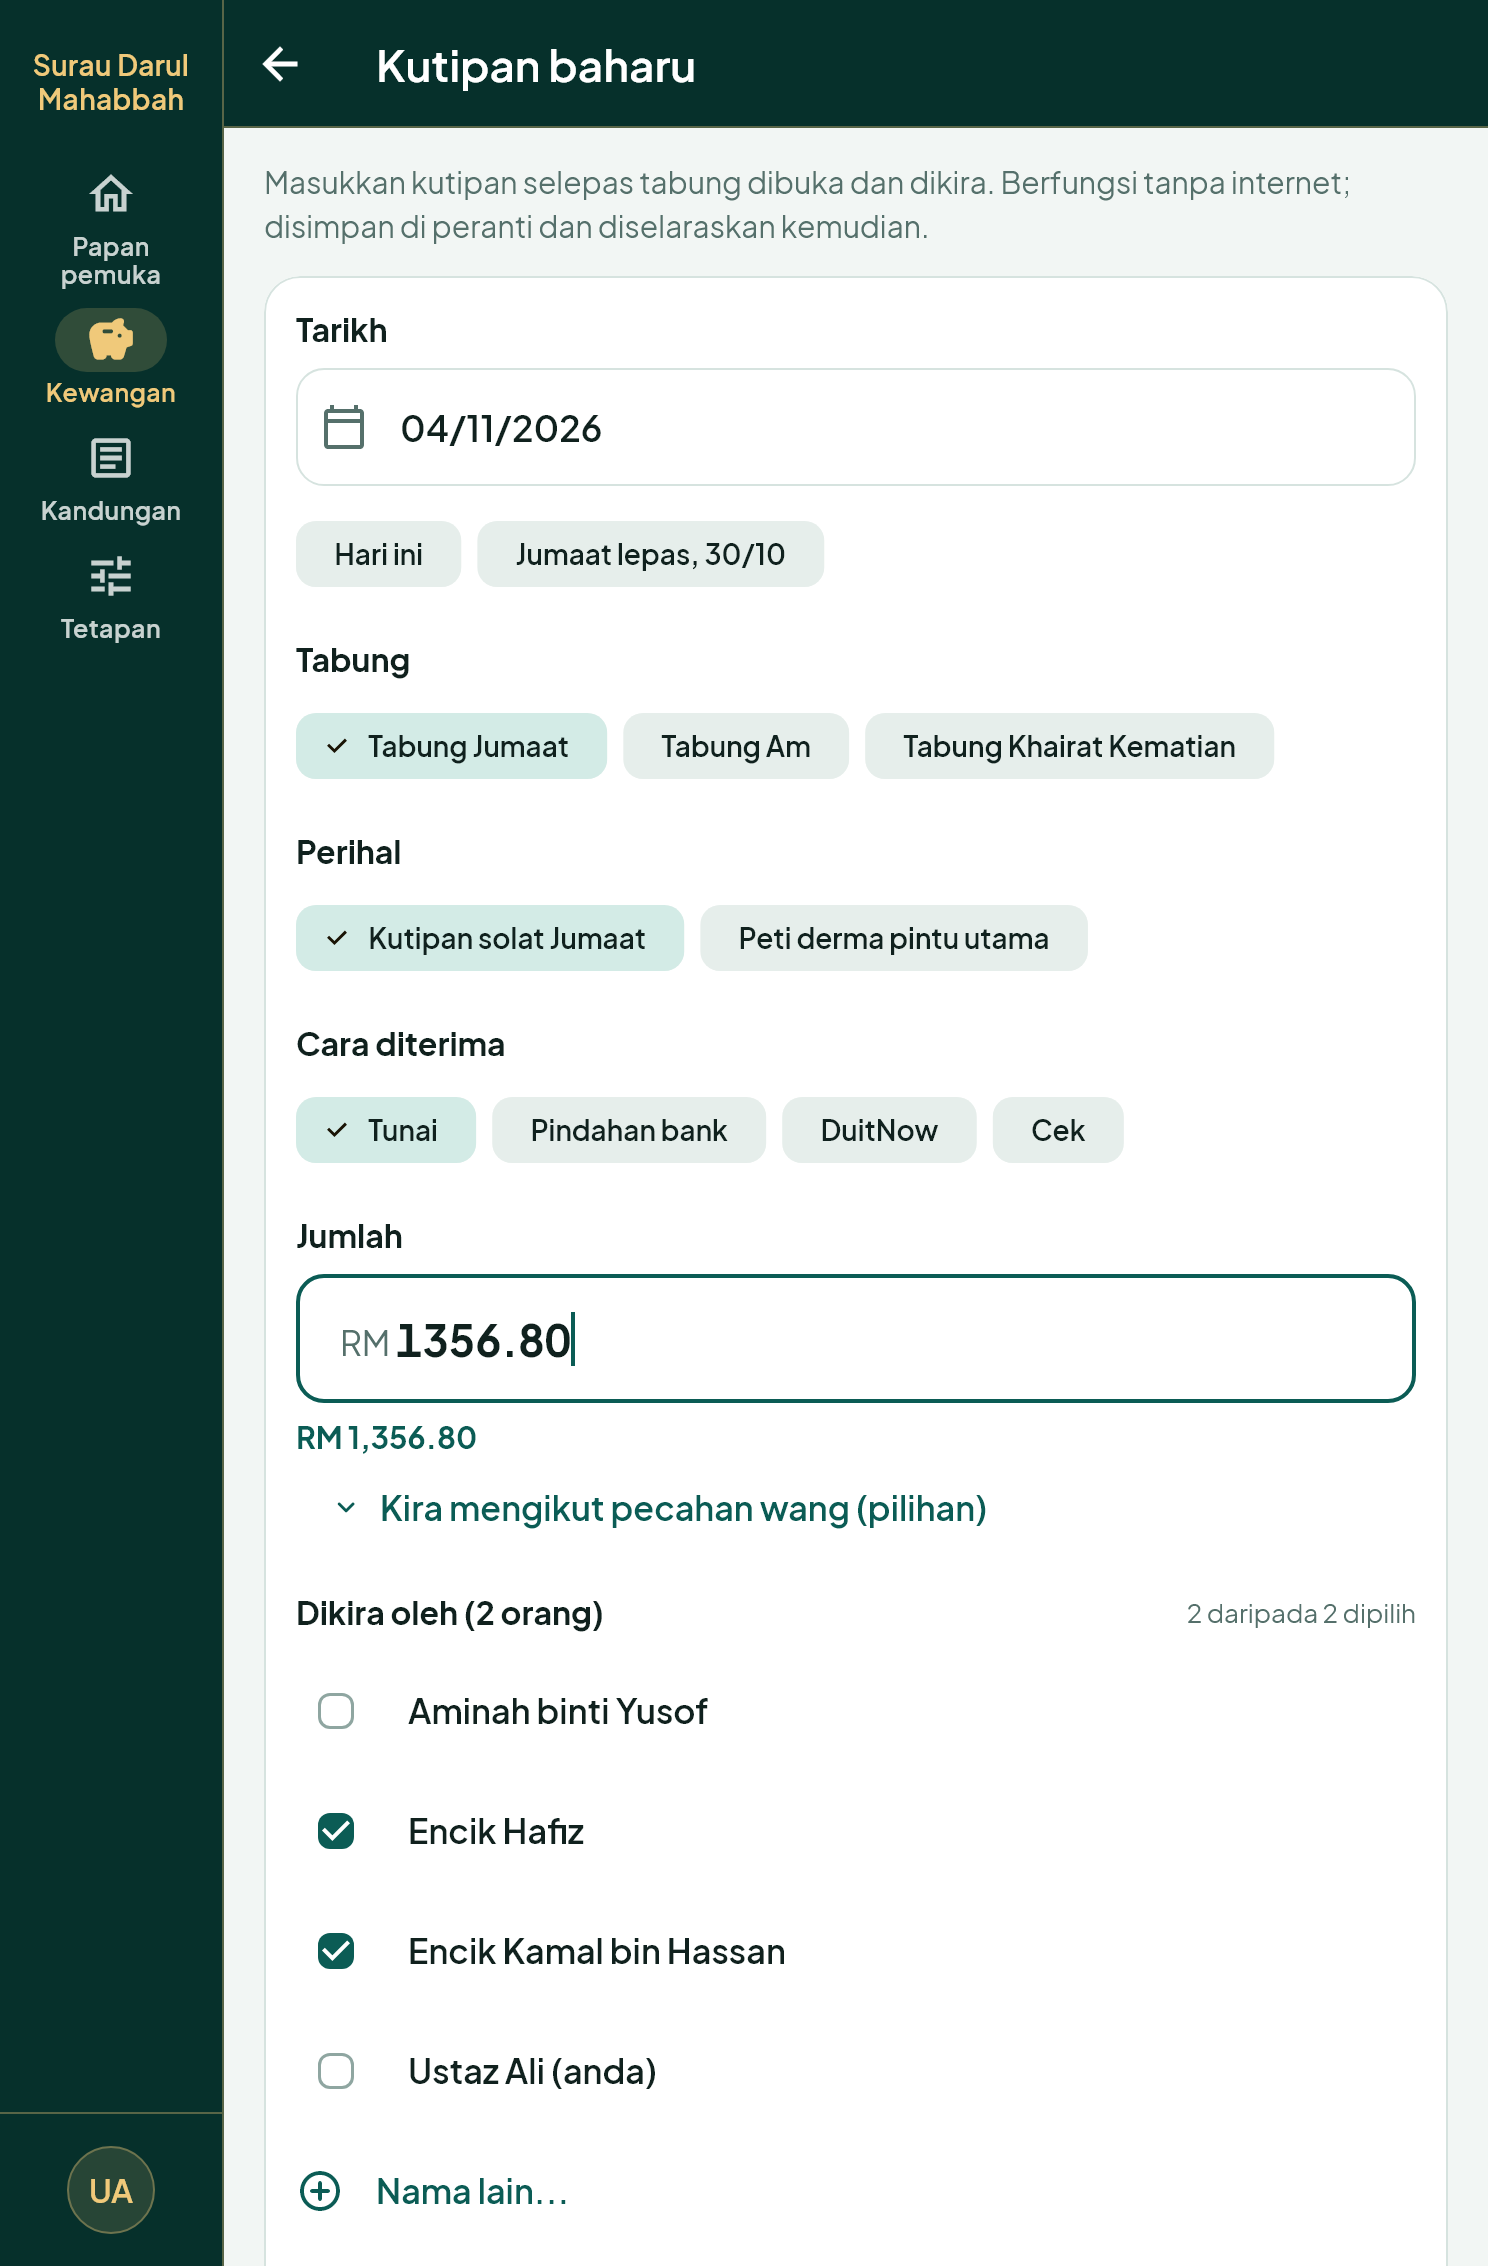 Surau Darul
Mahabbah
Papan
pemuka
Kewangan
Kandungan
Tetapan
UA
Kutipan baharu
Masukkan kutipan selepas tabung dibuka dan dikira. Berfungsi tanpa internet;
disimpan di peranti dan diselaraskan kemudian.
Tarikh
04/11/2026
Hari ini
Jumaat lepas, 30/10
Tabung
Tabung Jumaat
Tabung Am
Tabung Khairat Kematian
Perihal
Kutipan solat Jumaat
Peti derma pintu utama
Cara diterima
Tunai
Pindahan bank
DuitNow
Cek
Jumlah
RM 1356.80
RM 1,356.80
Kira mengikut pecahan wang (pilihan)
Dikira oleh (2 orang)
2 daripada 2 dipilih
Aminah binti Yusof
Encik Hafiz
Encik Kamal bin Hassan
Ustaz Ali (anda)
Nama lain...